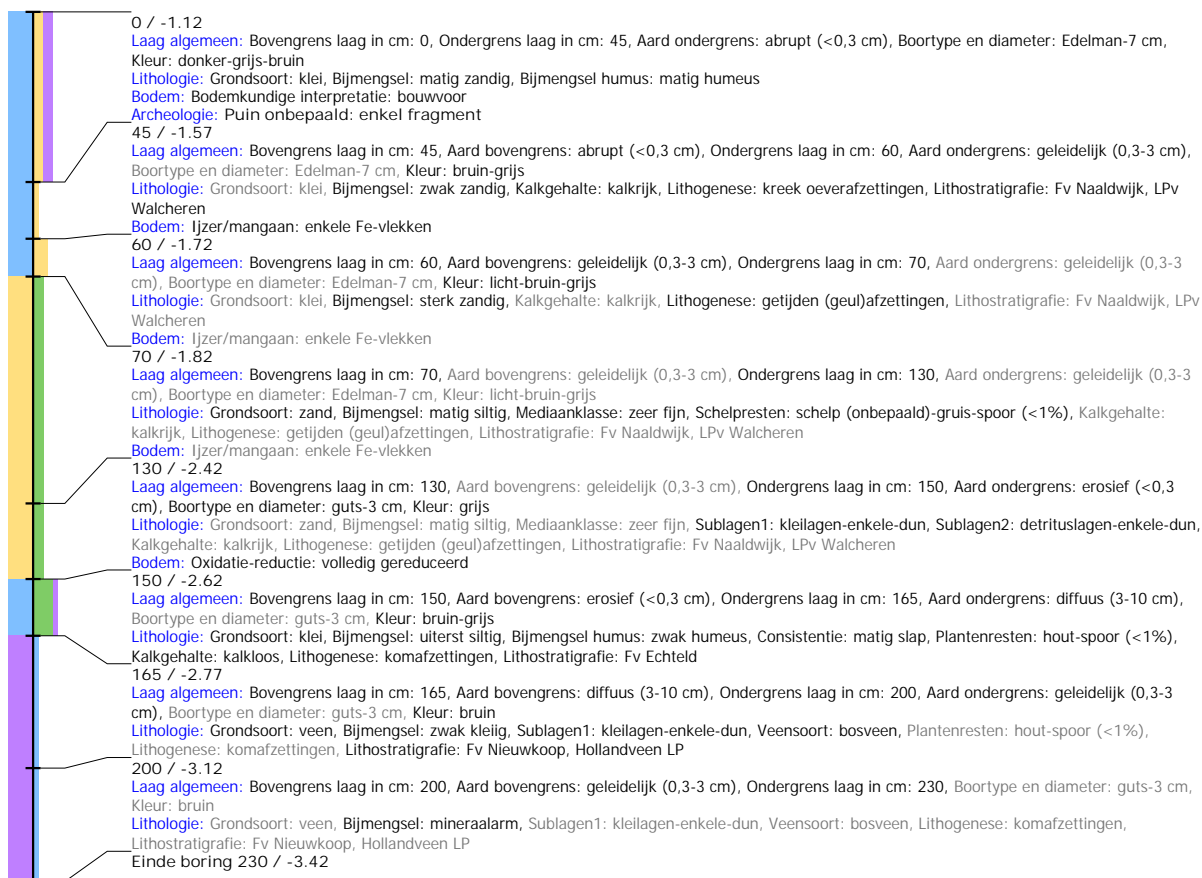 0 / -1.12
Laag algemeen: Bovengrens laag in cm: 0, Ondergrens laag in cm: 45, Aard ondergrens: abrupt (<0,3 cm), Boortype en diameter: Edelman-7 cm,
Kleur: donker-grijs-bruin
Lithologie: Grondsoort: klei, Bijmengsel: matig zandig, Bijmengsel humus: matig humeus
Bodem: Bodemkundige interpretatie: bouwvoor
Archeologie: Puin onbepaald: enkel fragment
45 / -1.57
Laag algemeen: Bovengrens laag in cm: 45, Aard bovengrens: abrupt (<0,3 cm), Ondergrens laag in cm: 60, Aard ondergrens: geleidelijk (0,3-3 cm),
Boortype en diameter: Edelman-7 cm, Kleur: bruin-grijs
Lithologie: Grondsoort: klei, Bijmengsel: zwak zandig, Kalkgehalte: kalkrijk, Lithogenese: kreek oeverafzettingen, Lithostratigrafie: Fv Naaldwijk, LPv
Walcheren
Bodem: Ijzer/mangaan: enkele Fe-vlekken
60 / -1.72
Laag algemeen: Bovengrens laag in cm: 60, Aard bovengrens: geleidelijk (0,3-3 cm), Ondergrens laag in cm: 70, Aard ondergrens: geleidelijk (0,3-3
cm), Boortype en diameter: Edelman-7 cm, Kleur: licht-bruin-grijs
Lithologie: Grondsoort: klei, Bijmengsel: sterk zandig, Kalkgehalte: kalkrijk, Lithogenese: getijden (geul)afzettingen, Lithostratigrafie: Fv Naaldwijk, LPv
Walcheren
Bodem: Ijzer/mangaan: enkele Fe-vlekken
70 / -1.82
Laag algemeen: Bovengrens laag in cm: 70, Aard bovengrens: geleidelijk (0,3-3 cm), Ondergrens laag in cm: 130, Aard ondergrens: geleidelijk (0,3-3
cm), Boortype en diameter: Edelman-7 cm, Kleur: licht-bruin-grijs
Lithologie: Grondsoort: zand, Bijmengsel: matig siltig, Mediaanklasse: zeer fijn, Schelpresten: schelp (onbepaald)-gruis-spoor (<1%), Kalkgehalte:
kalkrijk, Lithogenese: getijden (geul)afzettingen, Lithostratigrafie: Fv Naaldwijk, LPv Walcheren
Bodem: Ijzer/mangaan: enkele Fe-vlekken
130 / -2.42
Laag algemeen: Bovengrens laag in cm: 130, Aard bovengrens: geleidelijk (0,3-3 cm), Ondergrens laag in cm: 150, Aard ondergrens: erosief (<0,3
cm), Boortype en diameter: guts-3 cm, Kleur: grijs
Lithologie: Grondsoort: zand, Bijmengsel: matig siltig, Mediaanklasse: zeer fijn, Sublagen1: kleilagen-enkele-dun, Sublagen2: detrituslagen-enkele-dun,
Kalkgehalte: kalkrijk, Lithogenese: getijden (geul)afzettingen, Lithostratigrafie: Fv Naaldwijk, LPv Walcheren
Bodem: Oxidatie-reductie: volledig gereduceerd
150 / -2.62
Laag algemeen: Bovengrens laag in cm: 150, Aard bovengrens: erosief (<0,3 cm), Ondergrens laag in cm: 165, Aard ondergrens: diffuus (3-10 cm),
Boortype en diameter: guts-3 cm, Kleur: bruin-grijs
Lithologie: Grondsoort: klei, Bijmengsel: uiterst siltig, Bijmengsel humus: zwak humeus, Consistentie: matig slap, Plantenresten: hout-spoor (<1%),
Kalkgehalte: kalkloos, Lithogenese: komafzettingen, Lithostratigrafie: Fv Echteld
165 / -2.77
Laag algemeen: Bovengrens laag in cm: 165, Aard bovengrens: diffuus (3-10 cm), Ondergrens laag in cm: 200, Aard ondergrens: geleidelijk (0,3-3
cm), Boortype en diameter: guts-3 cm, Kleur: bruin
Lithologie: Grondsoort: veen, Bijmengsel: zwak kleiig, Sublagen1: kleilagen-enkele-dun, Veensoort: bosveen, Plantenresten: hout-spoor (<1%),
Lithogenese: komafzettingen, Lithostratigrafie: Fv Nieuwkoop, Hollandveen LP
200 / -3.12
Laag algemeen: Bovengrens laag in cm: 200, Aard bovengrens: geleidelijk (0,3-3 cm), Ondergrens laag in cm: 230, Boortype en diameter: guts-3 cm,
Kleur: bruin
Lithologie: Grondsoort: veen, Bijmengsel: mineraalarm, Sublagen1: kleilagen-enkele-dun, Veensoort: bosveen, Lithogenese: komafzettingen,
Lithostratigrafie: Fv Nieuwkoop, Hollandveen LP
Einde boring 230 / -3.42